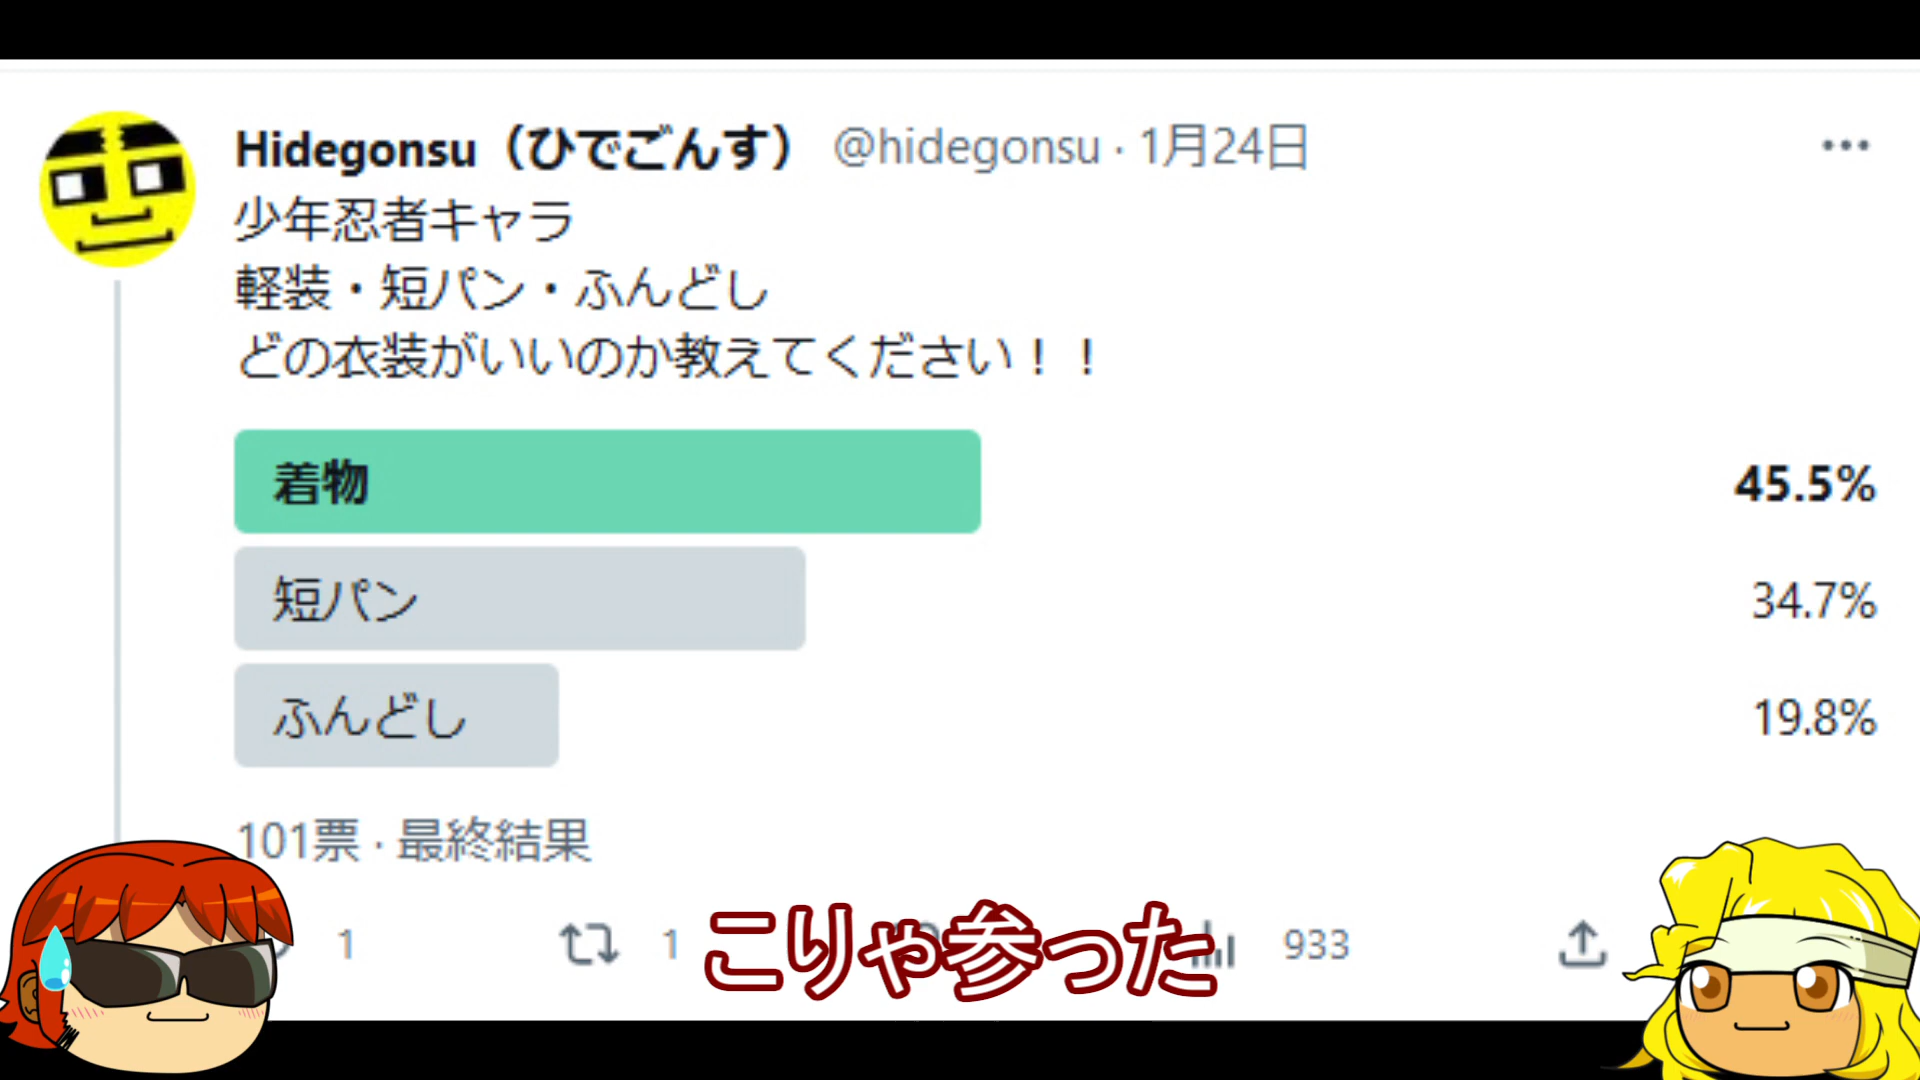 Hidegonsu（ひでごんす） @hidegonsu · 1月24日
少年忍者キャラ
軽装・短パン・ふんどし
どの衣装がいいのか教えてください！！
着物 45.5%
短パン 34.7%
ふんどし 19.8%
101票 · 最終結果
1 1 933
こりゃ参った